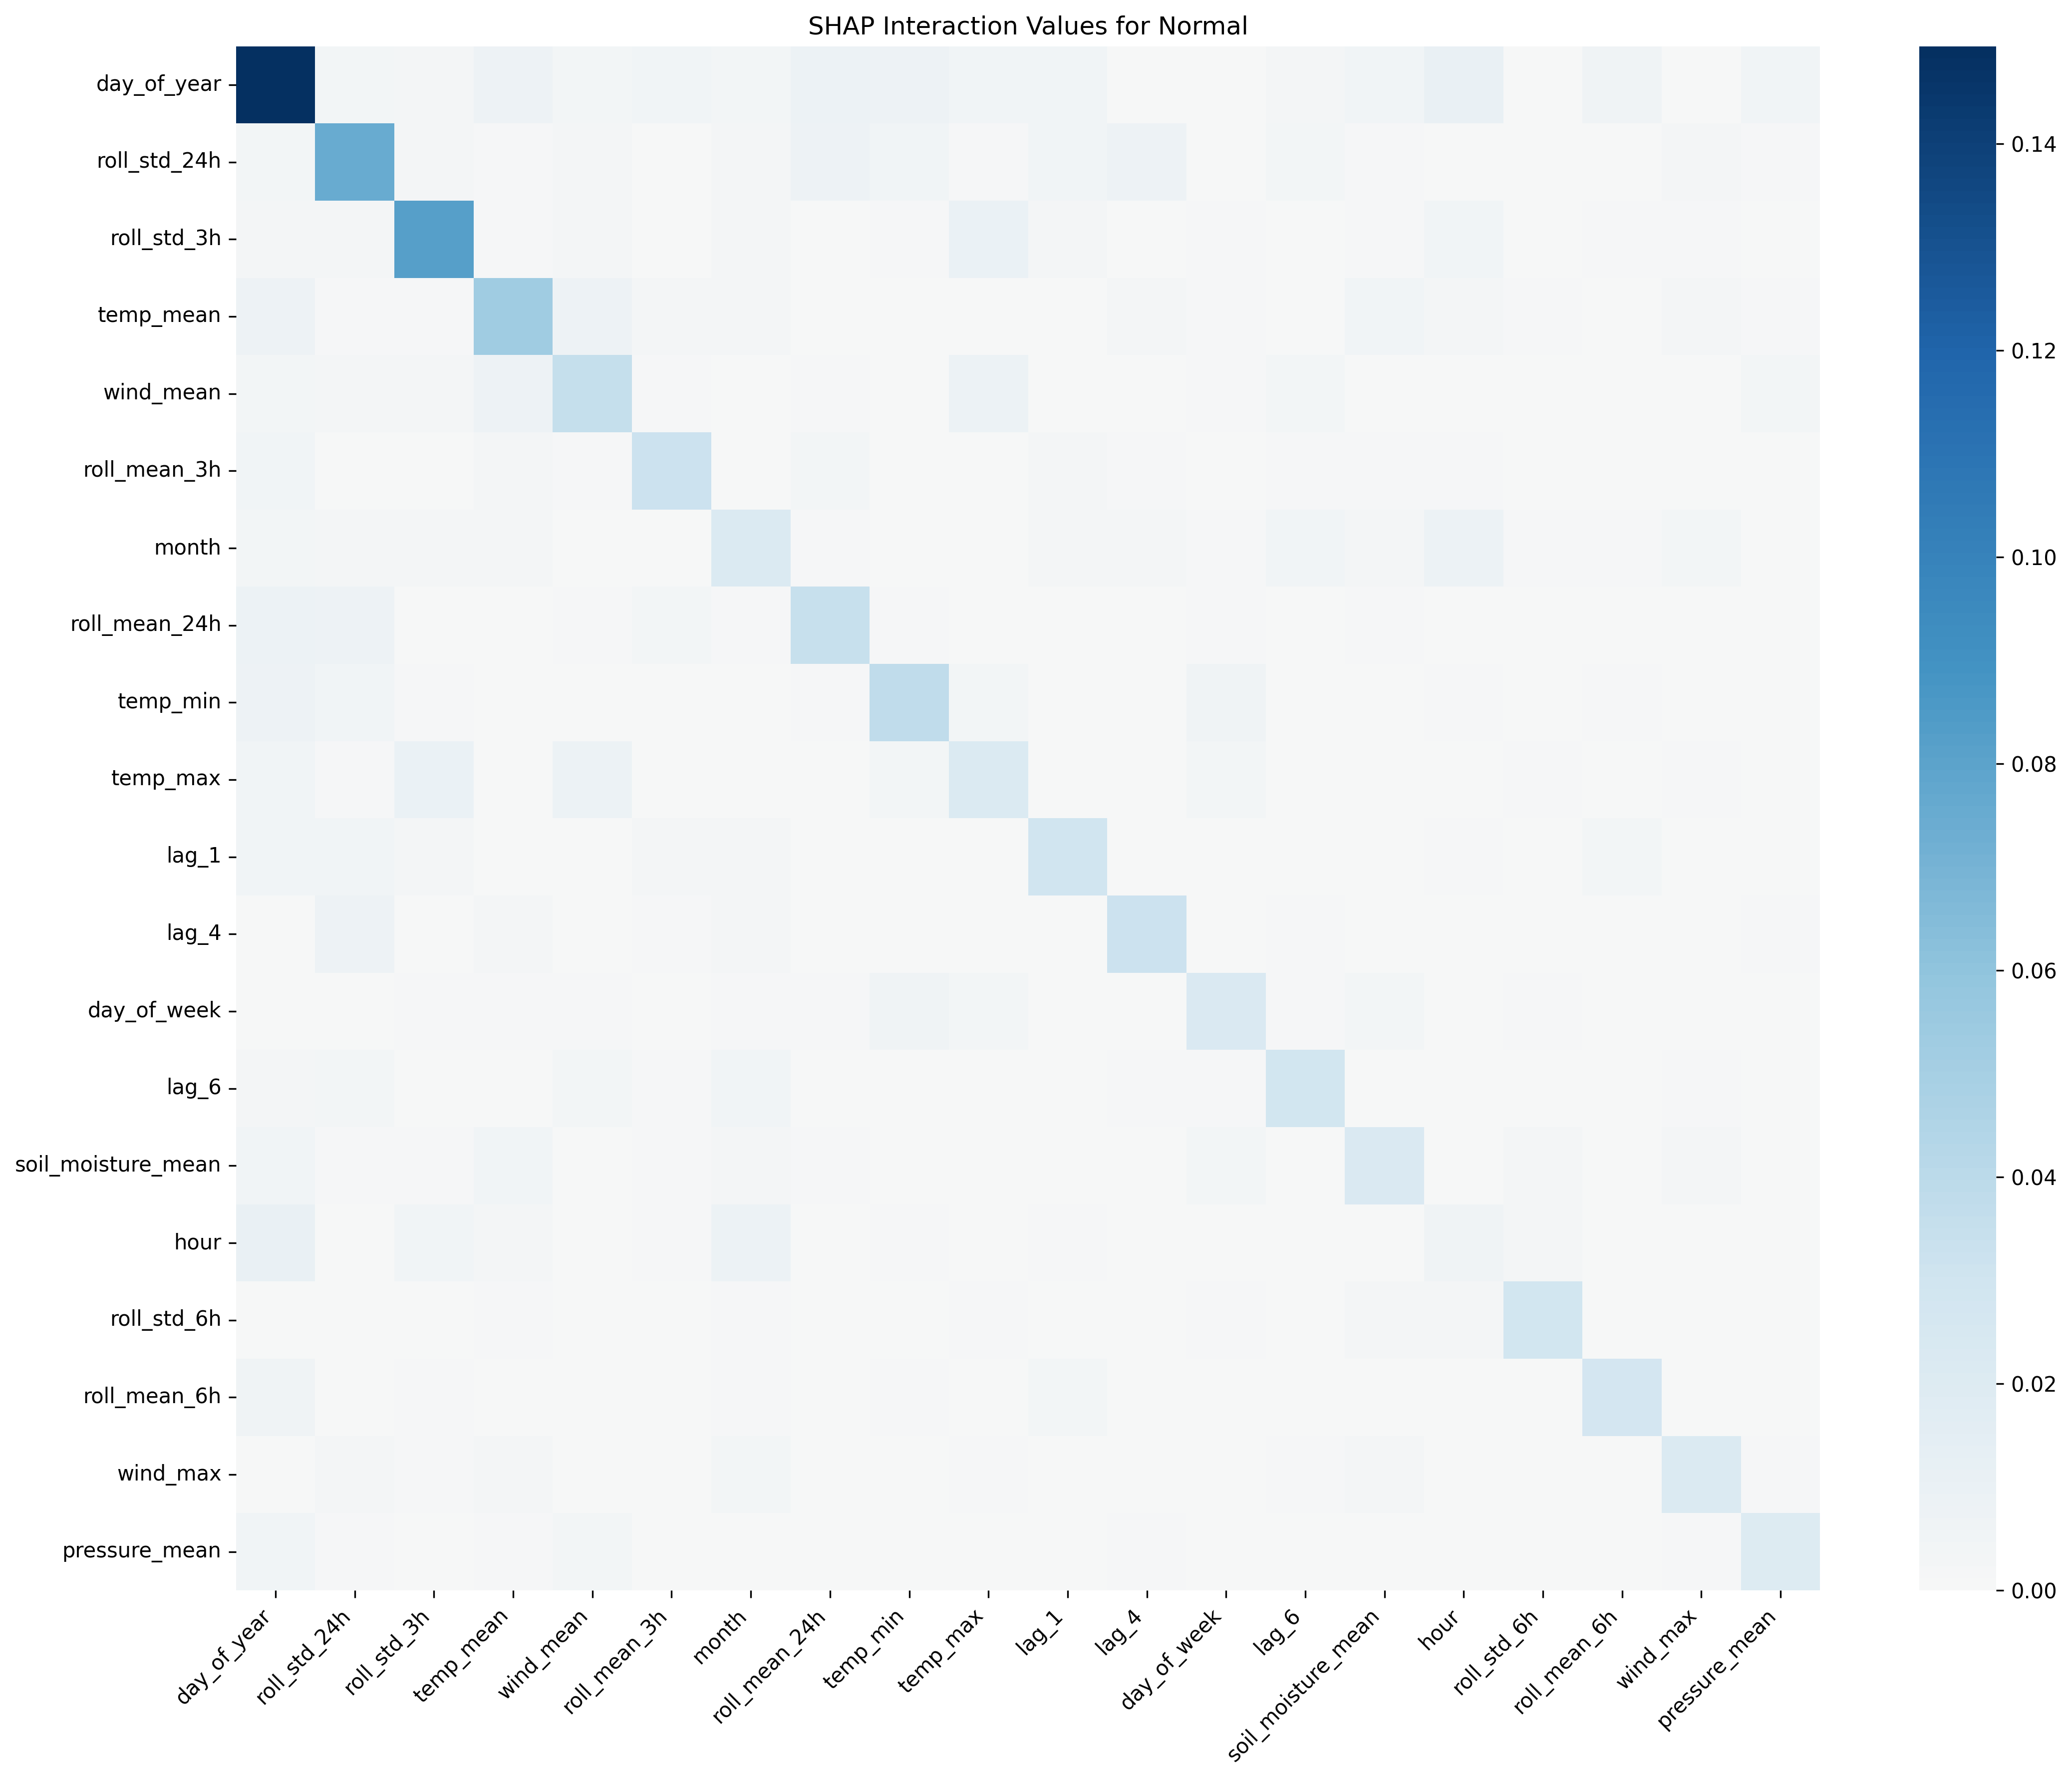 SHAP Interaction Values for Normal
day_of_year
roll_std_24h
roll_std_3h
temp_mean
wind_mean
roll_mean_3h
month
roll_mean_24h
temp_min
temp_max
lag_1
lag_4
day_of_week
lag_6
soil_moisture_mean
hour
roll_std_6h
roll_mean_6h
wind_max
pressure_mean
day_of_year
roll_std_24h
roll_std_3h
temp_mean
wind_mean
roll_mean_3h
month
roll_mean_24h
temp_min
temp_max
lag_1
lag_4
day_of_week
lag_6
soil_moisture_mean
hour
roll_std_6h
roll_mean_6h
wind_max
pressure_mean
0.14
0.12
0.10
0.08
0.06
0.04
0.02
0.00